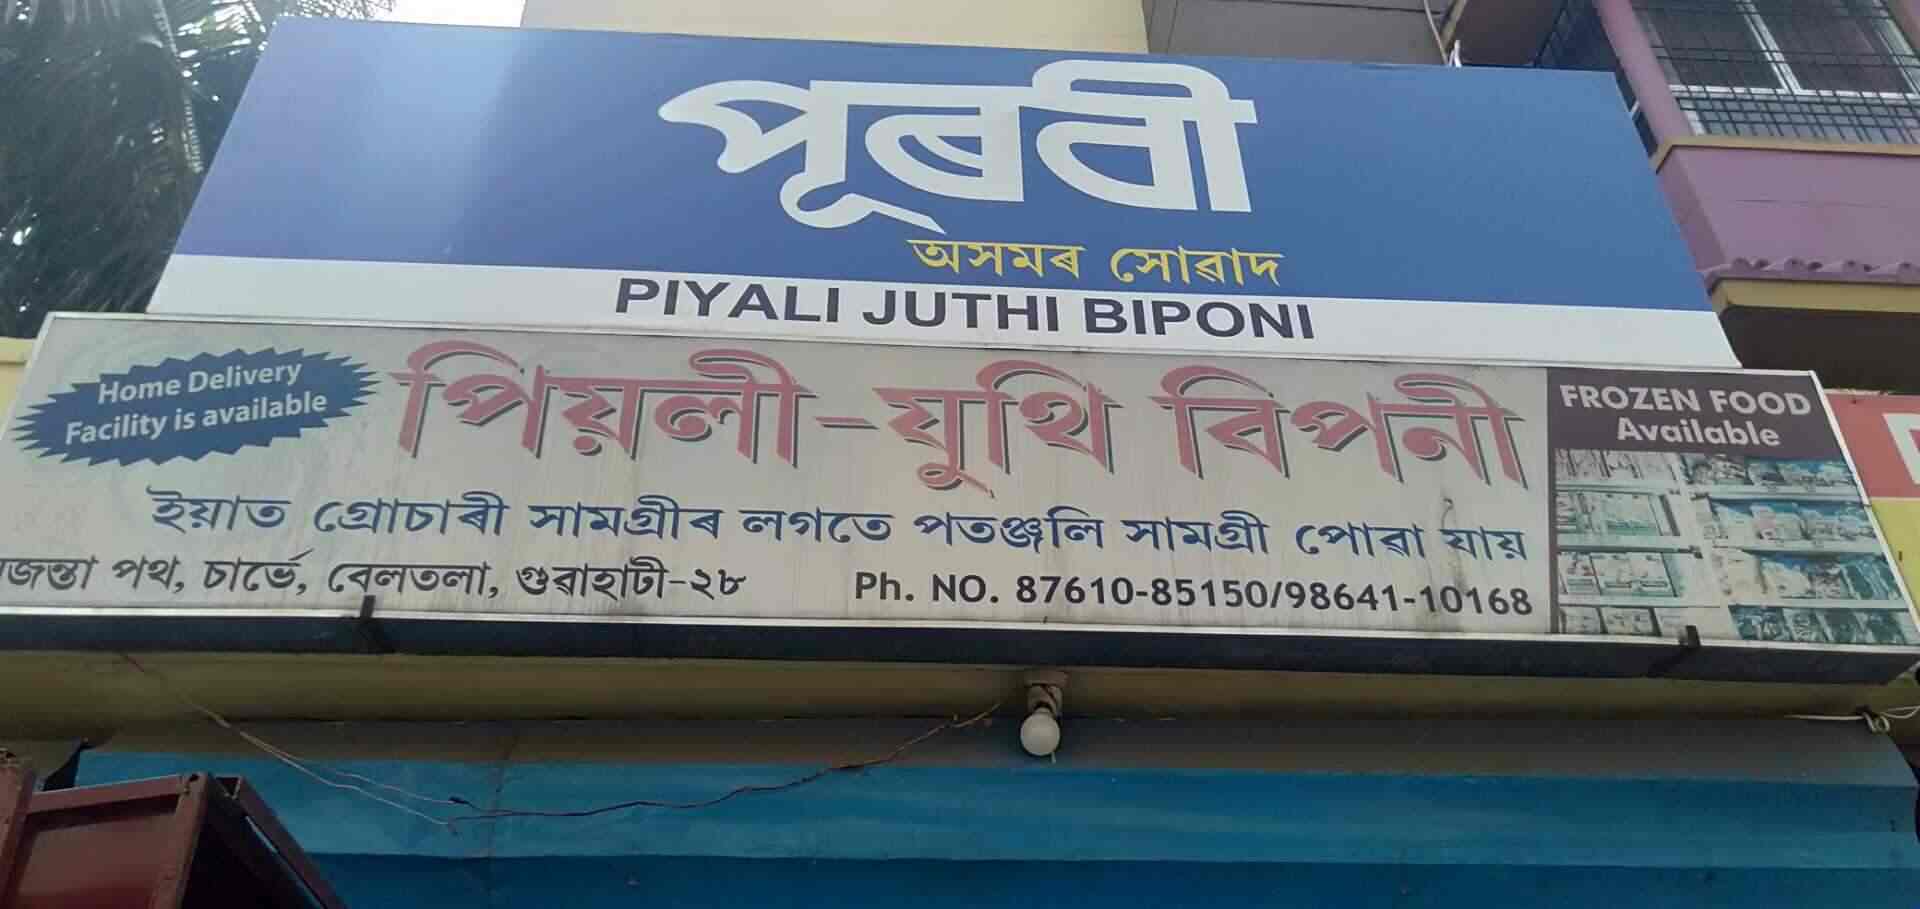 পূৰবী
অসমৰ সোৱাদ
PIYALI JUTHI BIPONI
Home Delivery
Facility is available
পিয়লী-যুথি বিপনী
FROZEN FOOD
Available
ইয়াত গ্ৰোচাৰী সামগ্ৰীৰ লগতে পতঞ্জলি সামগ্ৰী পোৱা যায়
পথ, চাৰ্ভে, বেলতলা, গুৱাহাটী-২৮
Ph. NO. 87610-85150/98641-10168